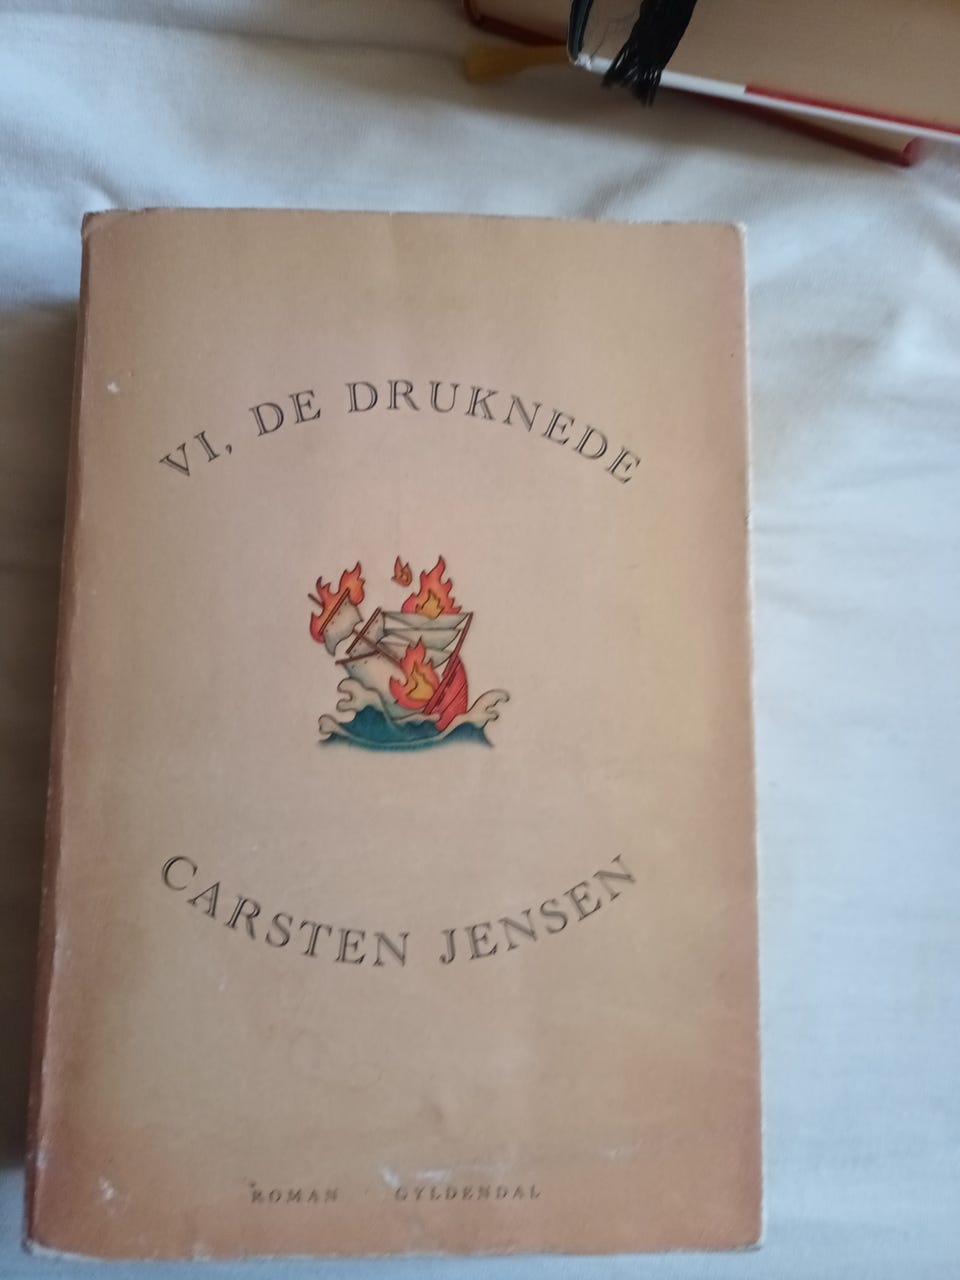 VI, DE DRUKNEDE
CARSTEN JENSEN
ROMAN · GYLDENDAL